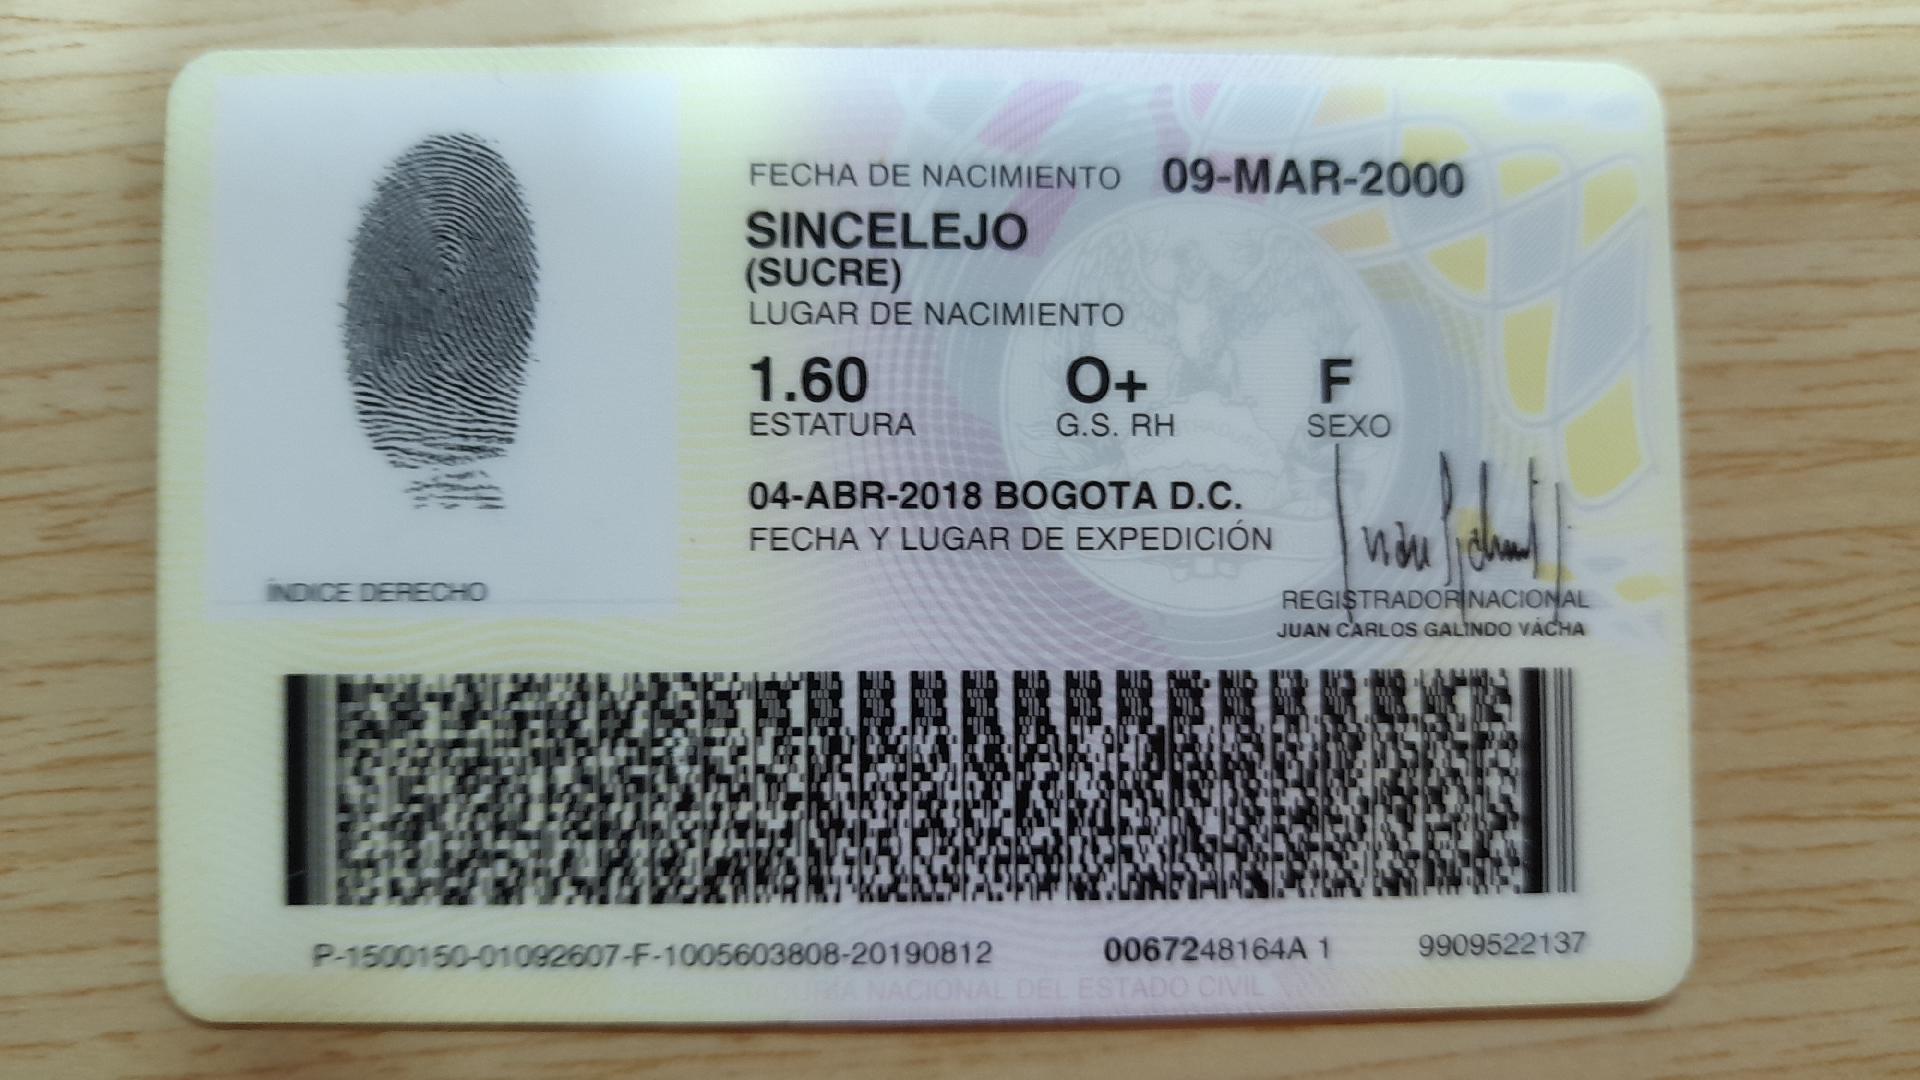 FECHA DE NACIMIENTO 09-MAR-2000
SINCELEJO
(SUCRE)
LUGAR DE NACIMIENTO
1.60 O+ F
ESTATURA G.S. RH SEXO
04-ABR-2018 BOGOTA D.C.
FECHA Y LUGAR DE EXPEDICIÓN
ÍNDICE DERECHO
REGISTRADOR NACIONAL
JUAN CARLOS GALINDO VÁCHA
P-1500150-01092607-F-1005603808-20190812 0067248164A 1 9909522137
REGISTRADURÍA NACIONAL DEL ESTADO CIVIL